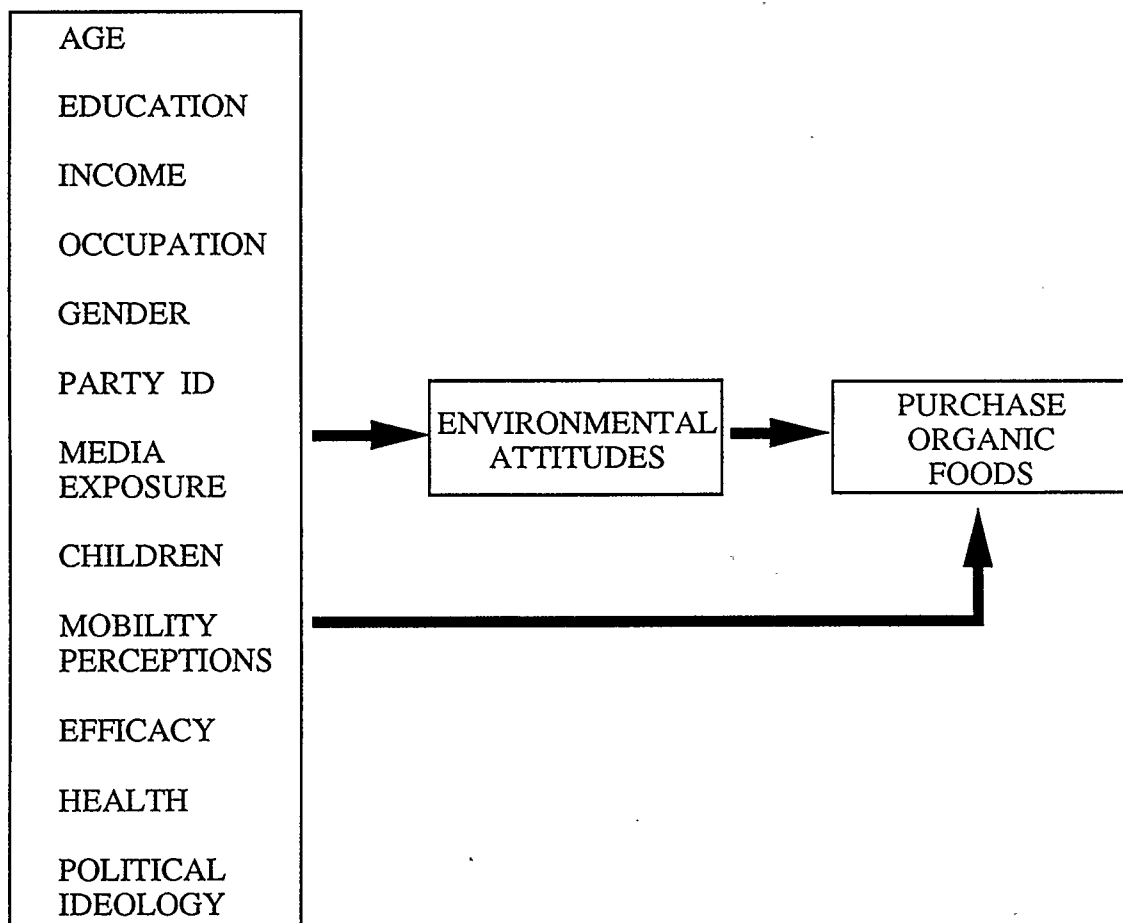 AGE
EDUCATION
INCOME
OCCUPATION
GENDER
PARTY ID
MEDIA
EXPOSURE
CHILDREN
MOBILITY
PERCEPTIONS
EFFICACY
HEALTH
POLITICAL
IDEOLOGY
ENVIRONMENTAL
ATTITUDES
PURCHASE
ORGANIC
FOODS